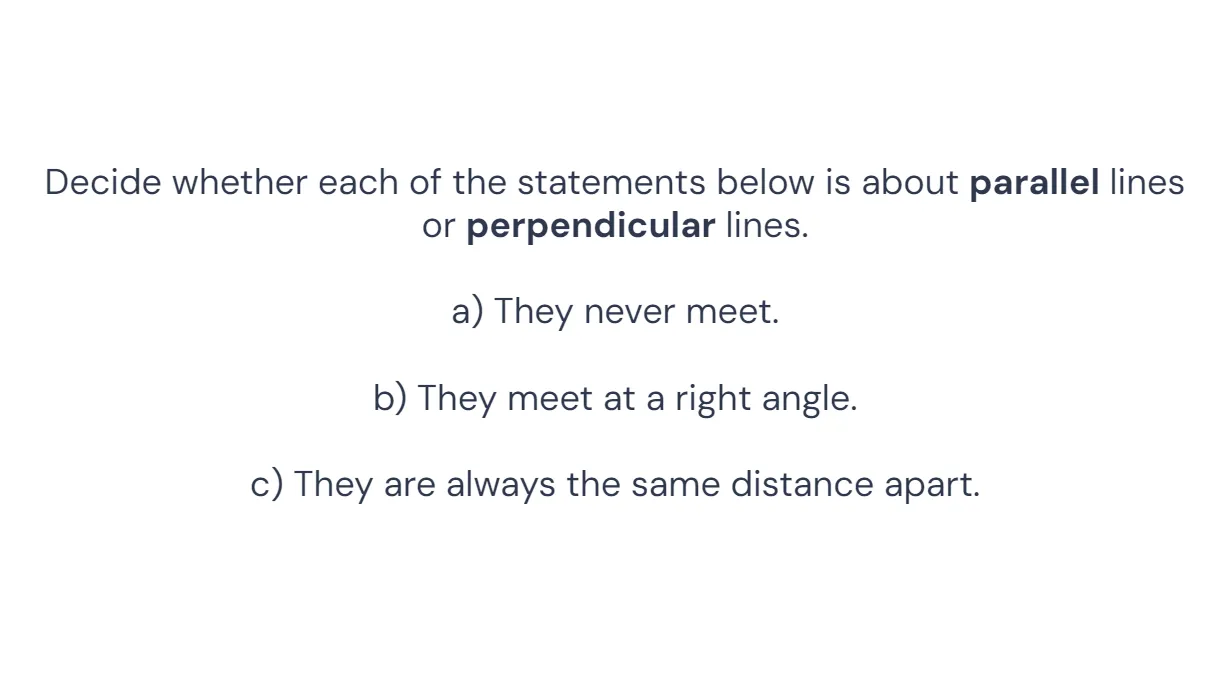 Decide whether each of the statements below is about parallel lines
or perpendicular lines.
a) They never meet.
b) They meet at a right angle.
c) They are always the same distance apart.